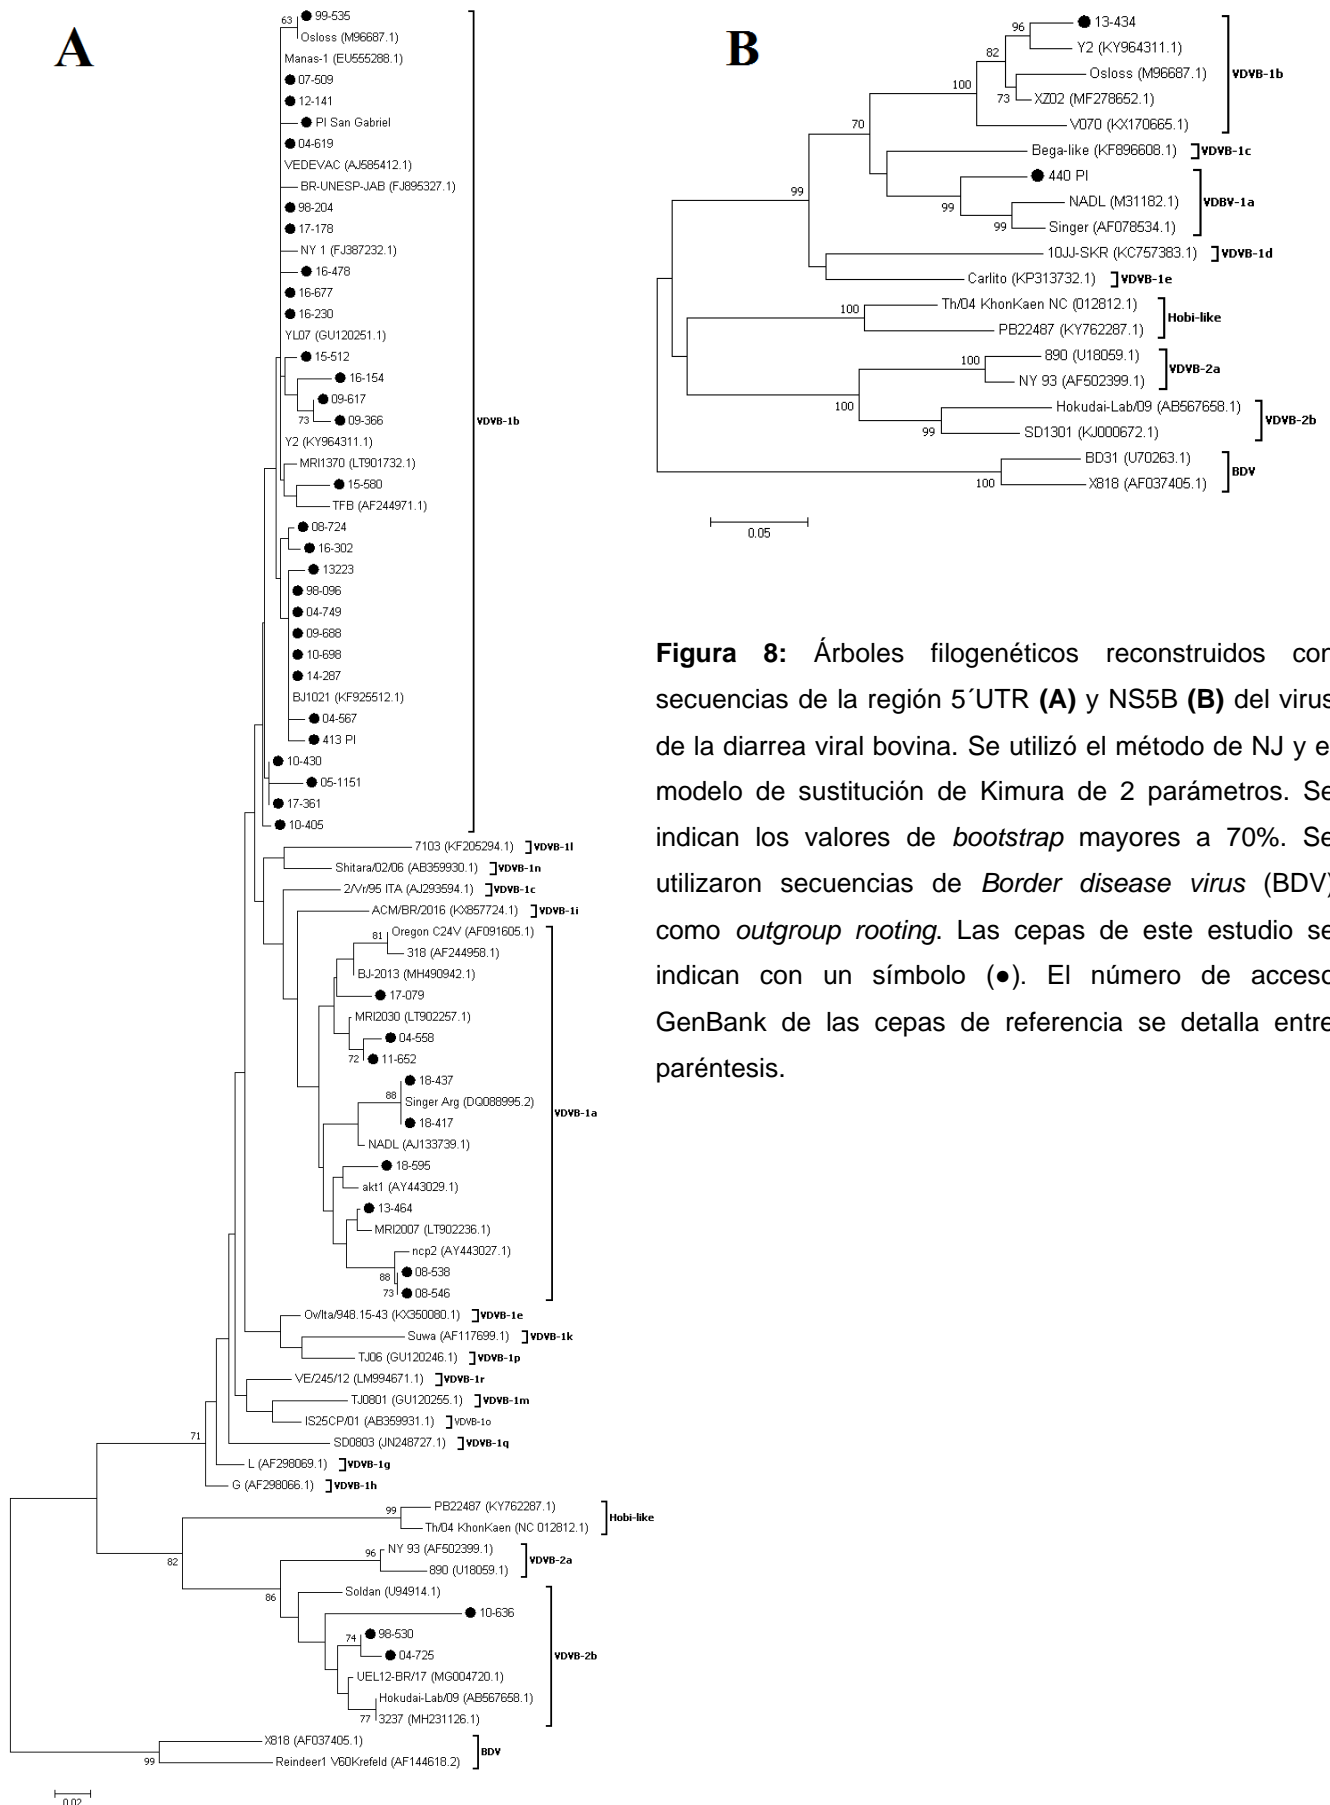 A
63
99-535
Osloss (M96687.1)
Manas-1 (EU555288.1)
07-509
12-141
PI San Gabriel
04-619
VEDEVAC (AJ585412.1)
BR-UNESP-JAB (FJ895327.1)
98-204
17-178
NY 1 (FJ387232.1)
16-478
16-677
16-230
YL07 (GU120251.1)
15-512
16-154
09-617
73
09-366
Y2 (KY964311.1)
MRI1370 (LT901732.1)
15-580
TFB (AF244971.1)
08-724
16-302
13223
98-096
04-749
09-688
10-698
14-287
BJ1021 (KF925512.1)
04-567
413 PI
10-430
05-1151
17-361
10-405
VDVB-1b
7103 (KF205294.1) VDVB-1l
Shitara/02/06 (AB359930.1) VDVB-1n
2/Vr/95 ITA (AJ293594.1) VDVB-1c
ACM/BR/2016 (KX857724.1) VDVB-1i
81
Oregon C24V (AF091605.1)
318 (AF244958.1)
BJ-2013 (MH490942.1)
17-079
MRI2030 (LT902257.1)
04-558
72
11-652
18-437
88
Singer Arg (DQ088995.2)
18-417
NADL (AJ133739.1)
18-595
akt1 (AY443029.1)
13-464
MRI2007 (LT902236.1)
ncp2 (AY443027.1)
88
08-538
73
08-546
VDVB-1a
Ov/Ita/948.15-43 (KX350080.1) VDVB-1e
Suwa (AF117699.1) VDVB-1k
TJ06 (GU120246.1) VDVB-1p
VE/245/12 (LM994671.1) VDVB-1r
TJ0801 (GU120255.1) VDVB-1m
IS25CP/01 (AB359931.1) VDVB-1o
71
SD0803 (JN248727.1) VDVB-1q
L (AF298069.1) VDVB-1g
G (AF298066.1) VDVB-1h
99
PB22487 (KY762287.1)
Th/04 KhonKaen (NC 012812.1)
Hobi-like
82
96
NY 93 (AF502399.1)
890 (U18059.1)
VDVB-2a
86
Soldan (U94914.1)
10-636
74
98-530
04-725
UEL12-BR/17 (MG004720.1)
Hokudai-Lab/09 (AB567658.1)
77
3237 (MH231126.1)
VDVB-2b
X818 (AF037405.1)
99
Reindeer1 V60Krefeld (AF144618.2)
BDV
0.02
B
96
13-434
82
Y2 (KY964311.1)
100
Osloss (M96687.1)
73
XZ02 (MF278652.1)
V070 (KX170665.1)
VDVB-1b
70
Bega-like (KF896608.1) VDVB-1c
99
440 PI
99
NADL (M31182.1)
99
Singer (AF078534.1)
VDBV-1a
10JJ-SKR (KC757383.1) VDVB-1d
Carlito (KP313732.1) VDVB-1e
100
Th/04 KhonKaen NC (012812.1)
PB22487 (KY762287.1)
Hobi-like
100
890 (U18059.1)
NY 93 (AF502399.1)
VDVB-2a
100
Hokudai-Lab/09 (AB567658.1)
99
SD1301 (KJ000672.1)
VDVB-2b
BD31 (U70263.1)
100
X818 (AF037405.1)
BDV
0.05
Figura 8: Árboles filogenéticos reconstruidos con
secuencias de la región 5´UTR (A) y NS5B (B) del virus
de la diarrea viral bovina. Se utilizó el método de NJ y e
modelo de sustitución de Kimura de 2 parámetros. Se
indican los valores de bootstrap mayores a 70%. Se
utilizaron secuencias de Border disease virus (BDV)
como outgroup rooting. Las cepas de este estudio se
indican con un símbolo (●). El número de acceso
GenBank de las cepas de referencia se detalla entre
paréntesis.